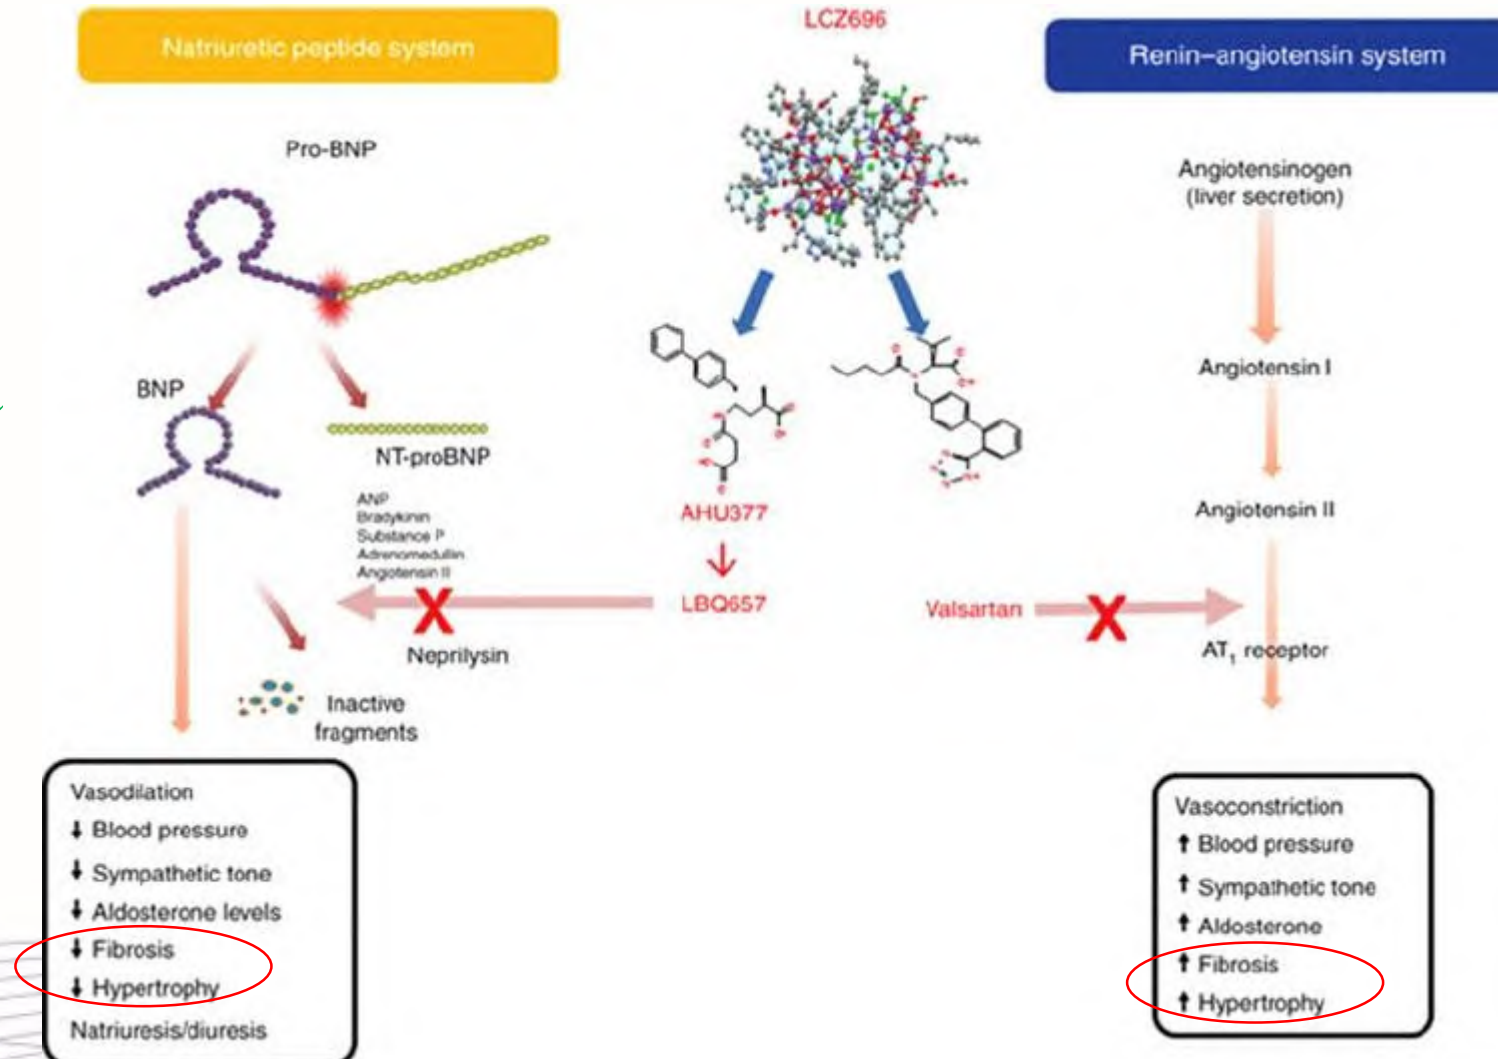 Natriuretic peptide system
LCZ696
Renin–angiotensin system
Pro-BNP
BNP
NT-proBNP
ANP
Bradykinin
Substance P
Adrenomedullin
Angiotensin II
AHU377
LBQ657
X
Neprilysin
Inactive
fragments
Valsartan
X
Angiotensinogen
(liver secretion)
Angiotensin I
Angiotensin II
AT₁ receptor
Vasodilation
↓ Blood pressure
↓ Sympathetic tone
↓ Aldosterone levels
↓ Fibrosis
↓ Hypertrophy
Natriuresis/diuresis
Vasoconstriction
↑ Blood pressure
↑ Sympathetic tone
↑ Aldosterone
↑ Fibrosis
↑ Hypertrophy